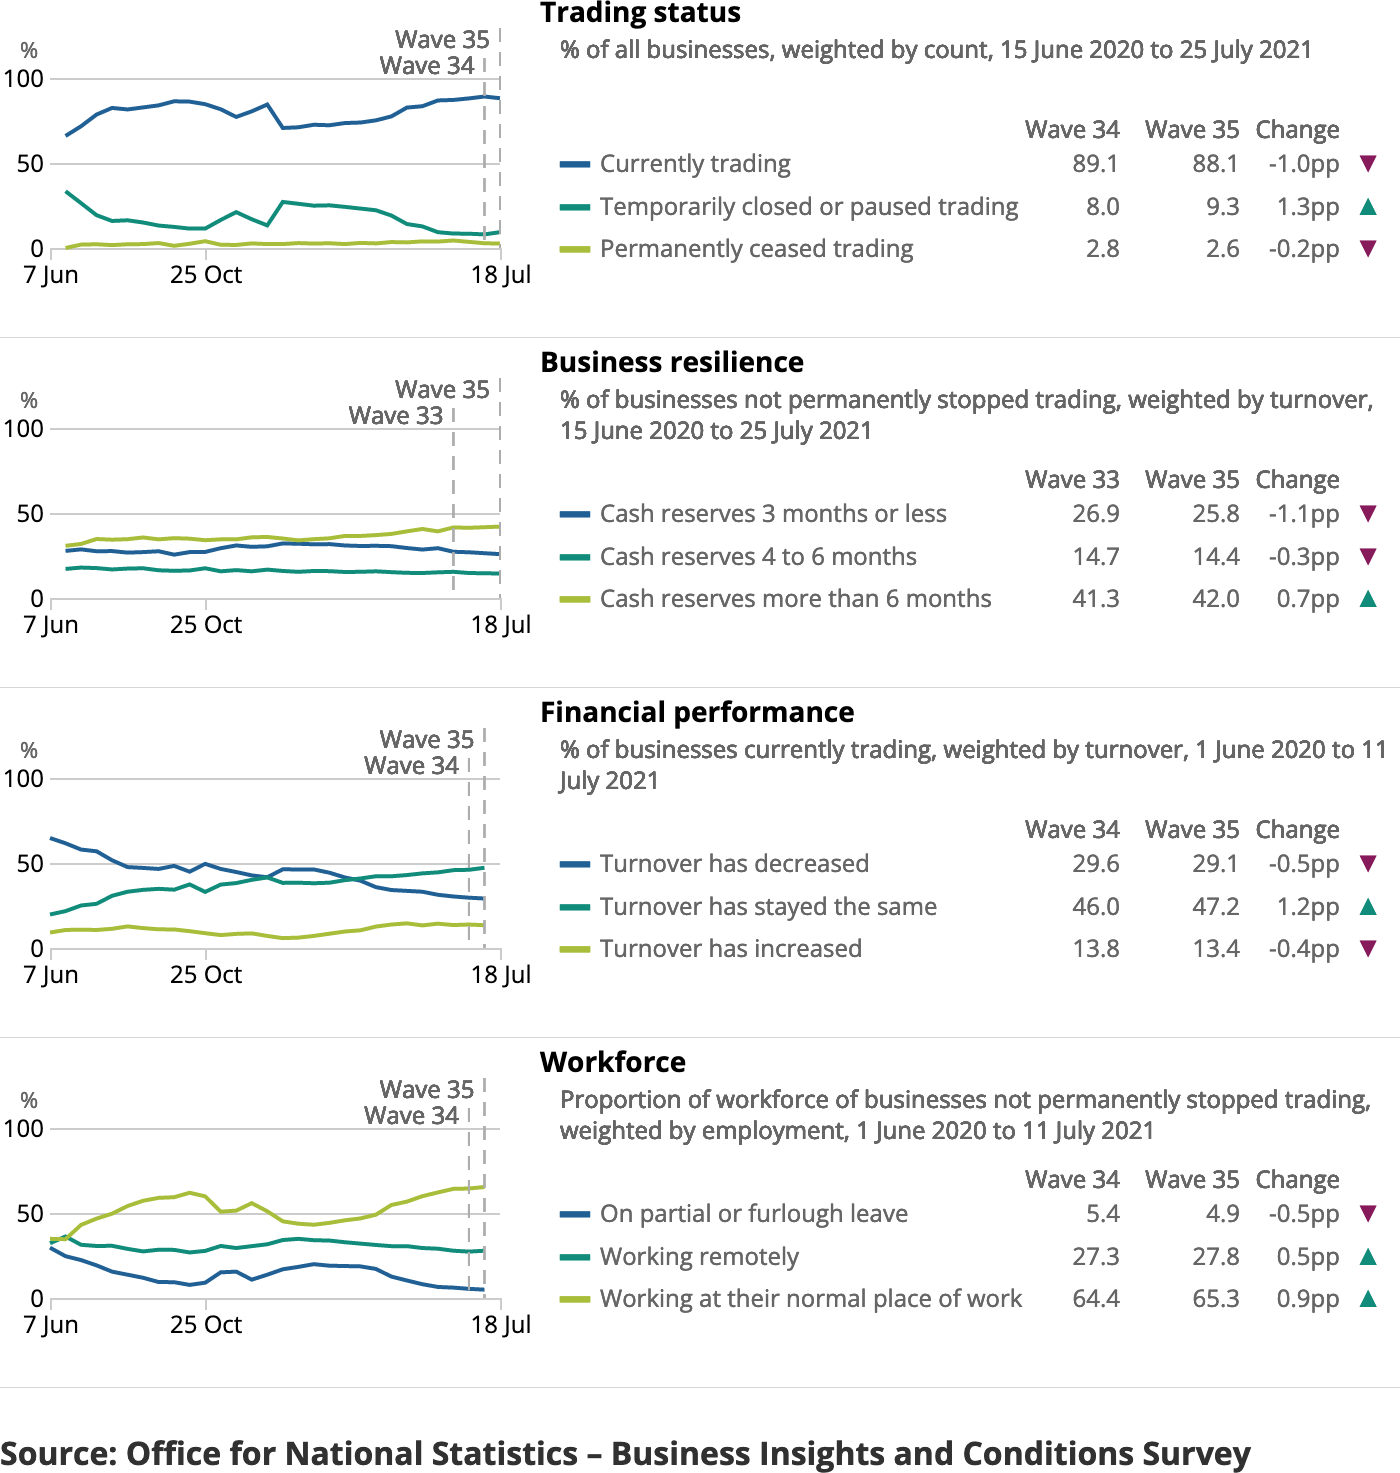 Trading status
% of all businesses, weighted by count, 15 June 2020 to 25 July 2021
Wave 35
Wave 34
%
100
50
0
7 Jun 25 Oct 18 Jul
Wave 34 Wave 35 Change
Currently trading 89.1 88.1 -1.0pp ▼
Temporarily closed or paused trading 8.0 9.3 1.3pp ▲
Permanently ceased trading 2.8 2.6 -0.2pp ▼
Business resilience
% of businesses not permanently stopped trading, weighted by turnover,
15 June 2020 to 25 July 2021
Wave 35
Wave 33
%
100
50
0
7 Jun 25 Oct 18 Jul
Wave 33 Wave 35 Change
Cash reserves 3 months or less 26.9 25.8 -1.1pp ▼
Cash reserves 4 to 6 months 14.7 14.4 -0.3pp ▼
Cash reserves more than 6 months 41.3 42.0 0.7pp ▲
Financial performance
% of businesses currently trading, weighted by turnover, 1 June 2020 to 11
July 2021
Wave 35
Wave 34
%
100
50
0
7 Jun 25 Oct 18 Jul
Wave 34 Wave 35 Change
Turnover has decreased 29.6 29.1 -0.5pp ▼
Turnover has stayed the same 46.0 47.2 1.2pp ▲
Turnover has increased 13.8 13.4 -0.4pp ▼
Workforce
Proportion of workforce of businesses not permanently stopped trading,
weighted by employment, 1 June 2020 to 11 July 2021
Wave 35
Wave 34
%
100
50
0
7 Jun 25 Oct 18 Jul
Wave 34 Wave 35 Change
On partial or furlough leave 5.4 4.9 -0.5pp ▼
Working remotely 27.3 27.8 0.5pp ▲
Working at their normal place of work 64.4 65.3 0.9pp ▲
Source: Office for National Statistics – Business Insights and Conditions Survey